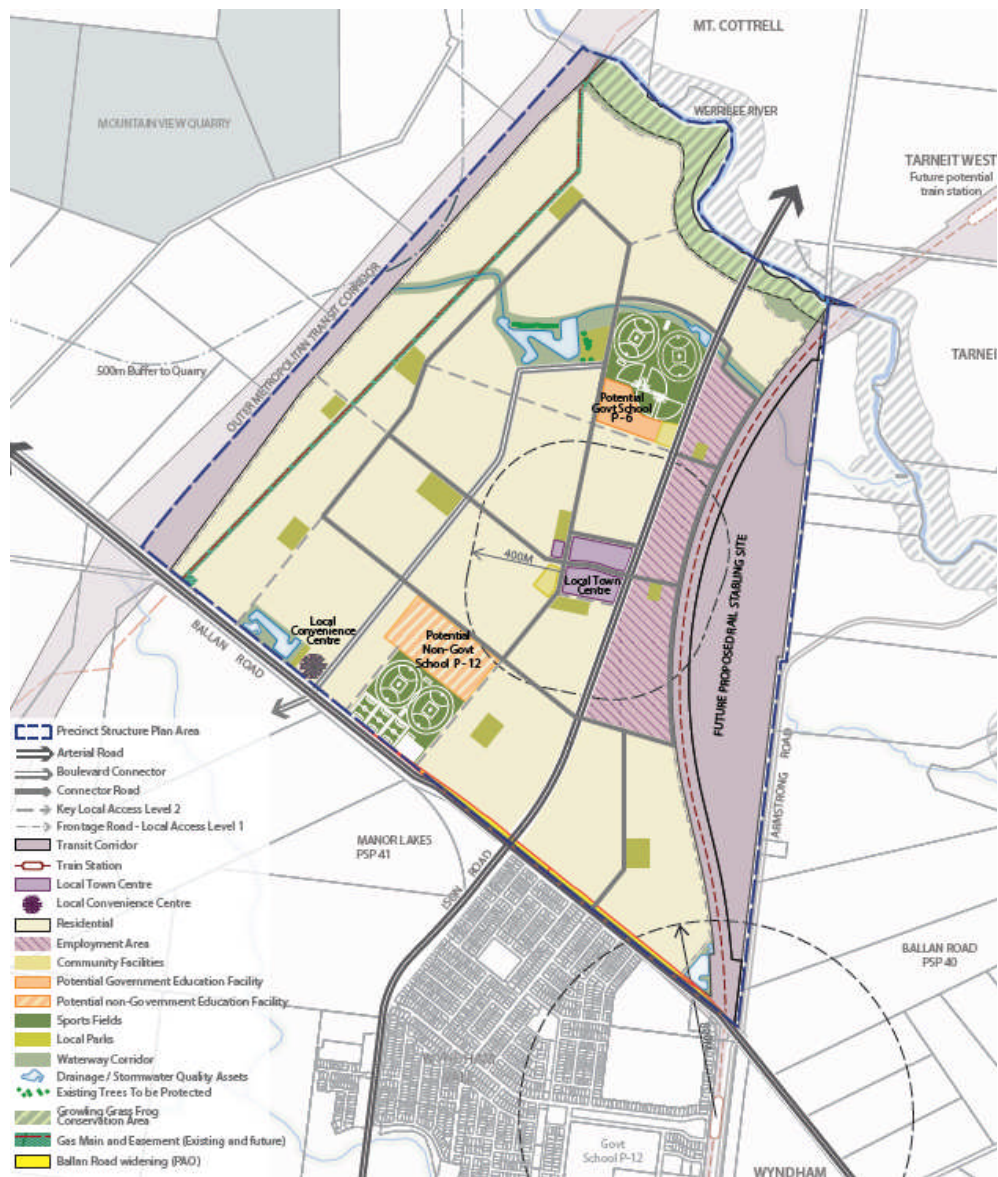 MT. COTTRELL
MOUNTAIN VIEW QUARRY
WERRIBEE RIVER
TARNEIT WEST
Future potential
train station
OUTER METROPOLITAN TRANSIT CORRIDOR
500m Buffer to Quarry
TARNEI
Potential
Govt School
P-6
400M
Local Town
Centre
FUTURE PROPOSED RAIL STABLING SITE
Local
Convenience
Centre
Potential
Non-Govt
School P-12
BALLAN ROAD
ARMSTRONG ROAD
MANOR LAKES
PSP 41
ISON ROAD
BALLAN ROAD
PSP 40
Govt
School P-12
WYNDHAM
Precinct Structure Plan Area
Arterial Road
Boulevard Connector
Connector Road
Key Local Access Level 2
Frontage Road - Local Access Level 1
Transit Corridor
Train Station
Local Town Centre
Local Convenience Centre
Residential
Employment Area
Community Facilities
Potential Government Education Facility
Potential non-Government Education Facility
Sports Fields
Local Parks
Waterway Corridor
Drainage / Stormwater Quality Assets
Existing Trees To be Protected
Growling Grass Frog
Conservation Area
Gas Main and Easement (Existing and future)
Ballan Road widening (PAO)